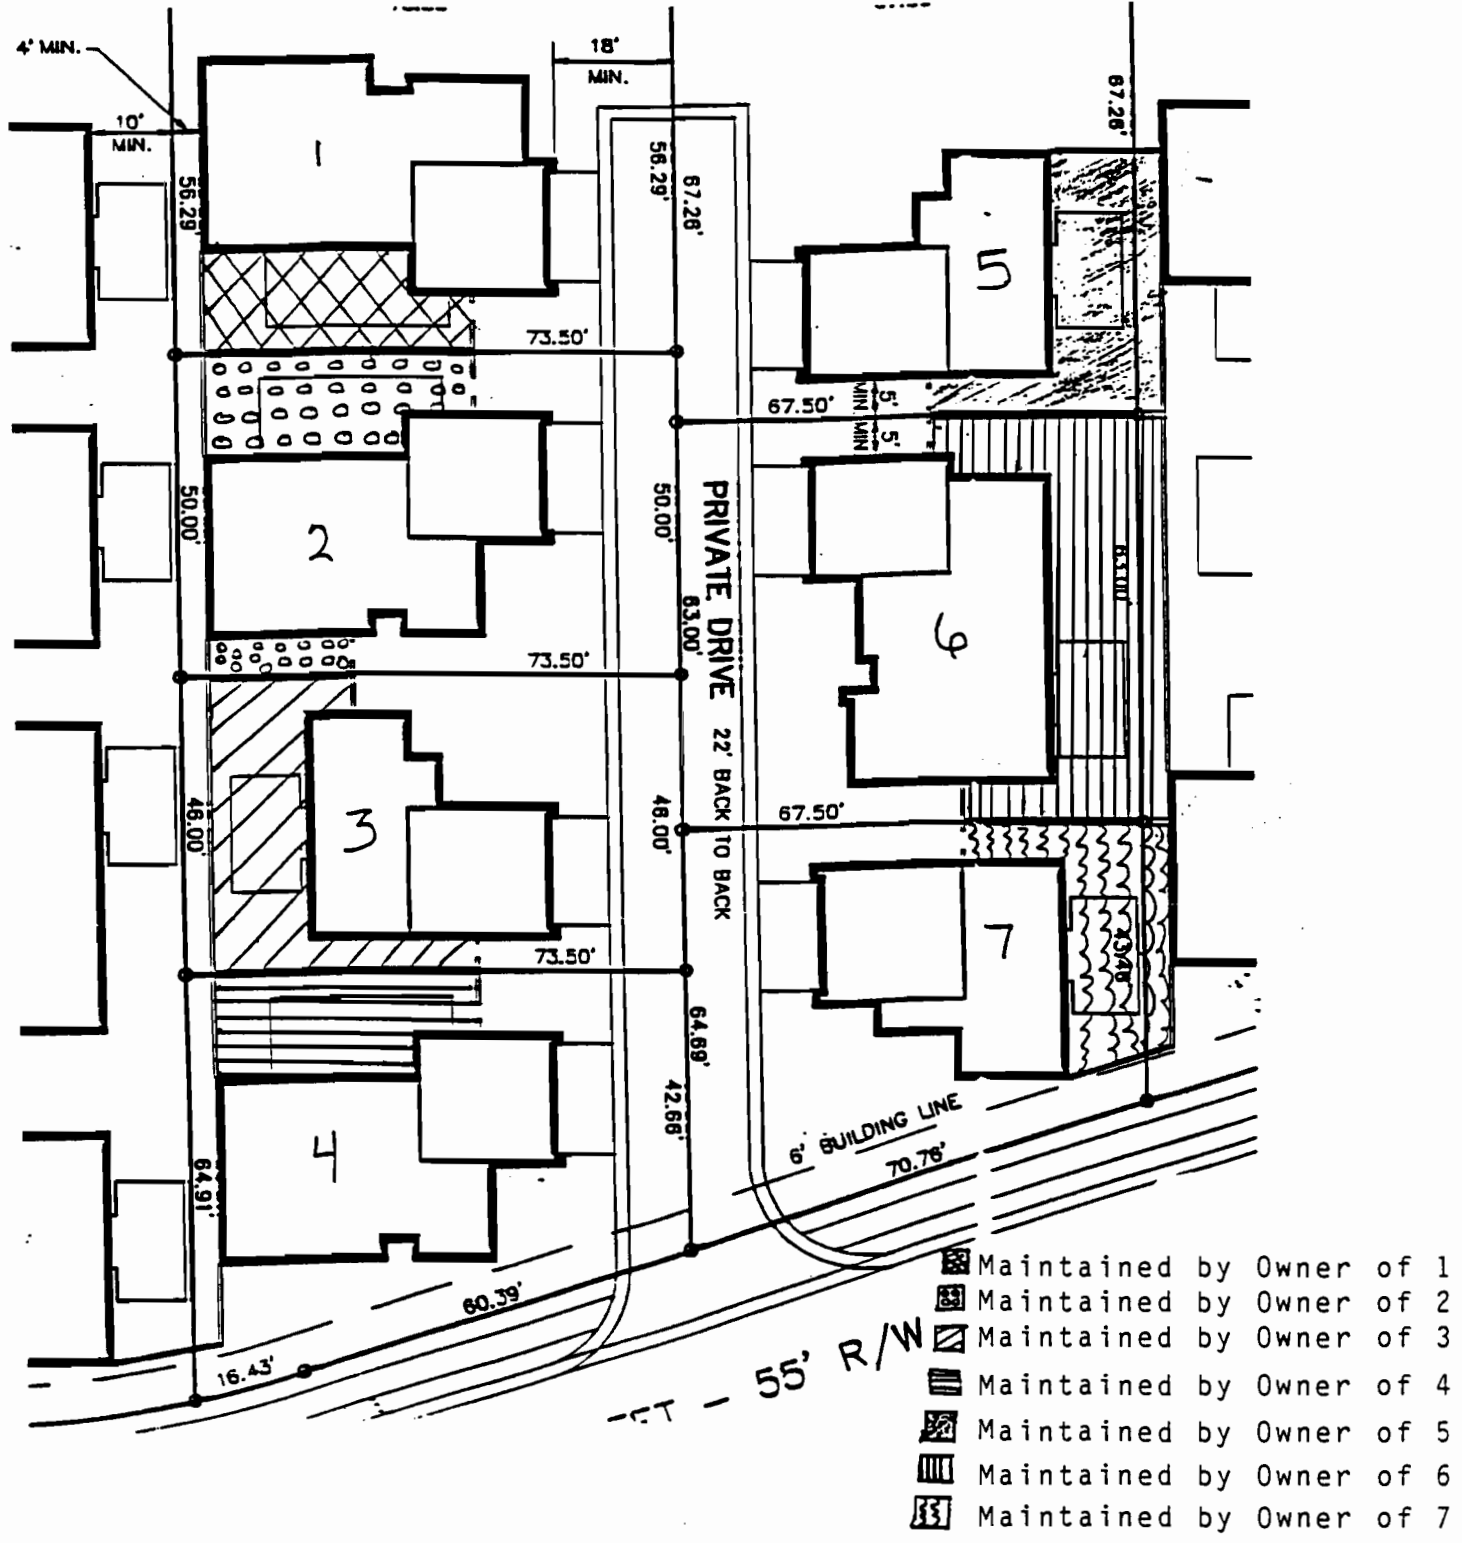 4' MIN.
18'
MIN.
10'
MIN.
67.26'
1
56.29'
56.29'
67.26'
5
73.50'
67.50'
5'
MIN.
MIN.
5'
PRIVATE DRIVE 22' BACK TO BACK
50.00'
50.00'
2
63.00'
63.00'
6
73.50'
3
46.00'
46.00'
67.50'
7
43.48'
73.50'
64.69'
42.66'
4
64.91'
6' BUILDING LINE
70.76'
60.39'
16.43'
55' R/W
Maintained by Owner of 1
Maintained by Owner of 2
Maintained by Owner of 3
Maintained by Owner of 4
Maintained by Owner of 5
Maintained by Owner of 6
Maintained by Owner of 7